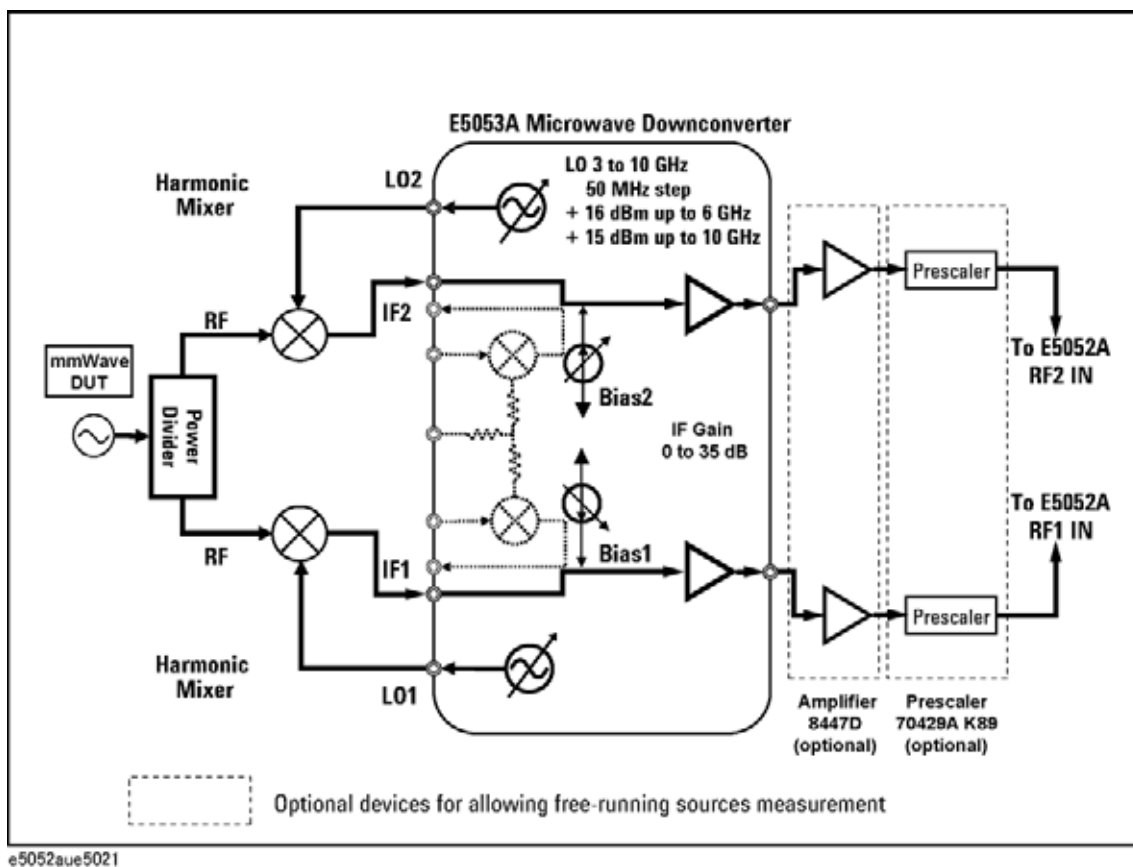 E5053A Microwave Downconverter
LO 3 to 10 GHz
50 MHz step
+ 16 dBm up to 6 GHz
+ 15 dBm up to 10 GHz
Harmonic
Mixer
LO2
RF
IF2
mmWave
DUT
Power
Divider
Bias2
IF Gain
0 to 35 dB
Prescaler
To E5052A
RF2 IN
To E5052A
RF1 IN
RF
IF1
Bias1
Prescaler
Harmonic
Mixer
LO1
Amplifier
8447D
(optional)
Prescaler
70429A K89
(optional)
Optional devices for allowing free-running sources measurement
e5052aue5021